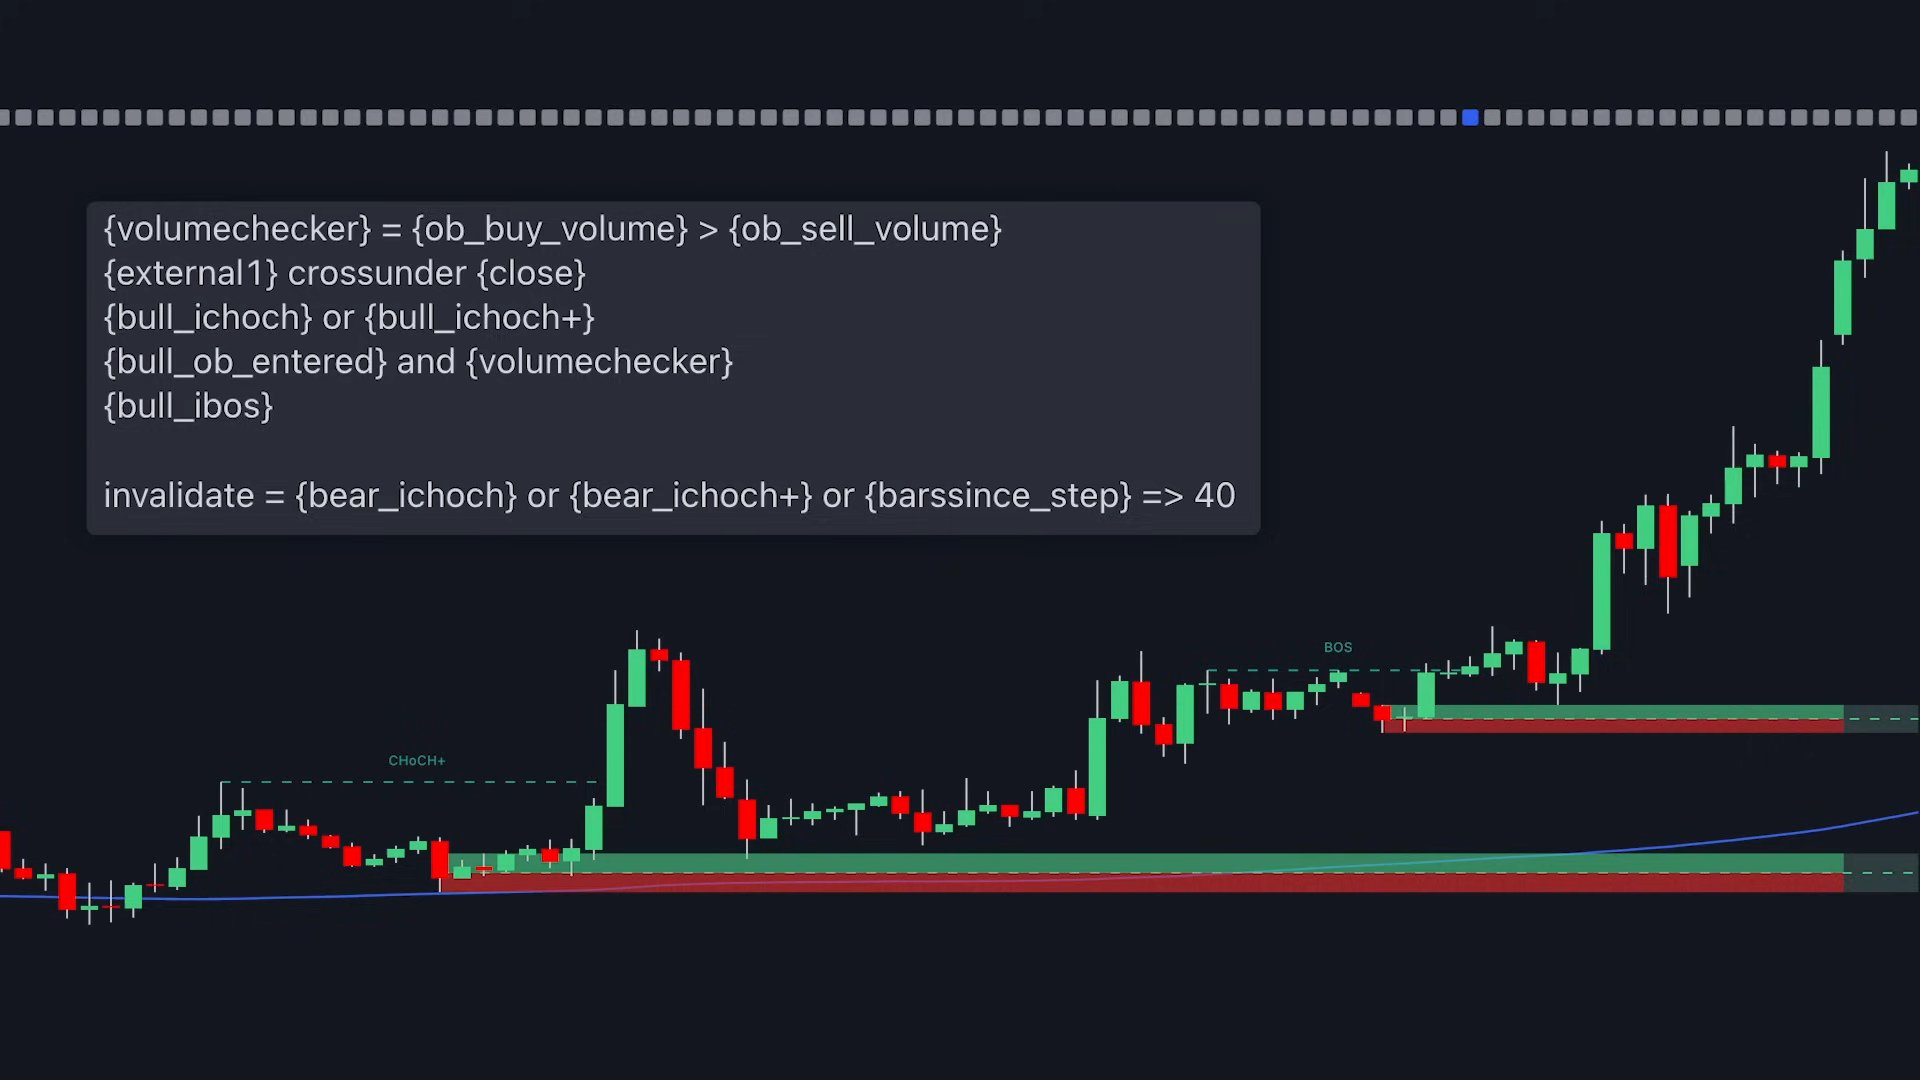 {volumechecker} = {ob_buy_volume} > {ob_sell_volume}
{external1} crossunder {close}
{bull_ichoch} or {bull_ichoch+}
{bull_ob_entered} and {volumechecker}
{bull_ibos}
invalidate = {bear_ichoch} or {bear_ichoch+} or {barssince_step} => 40
BOS
CHoCH+